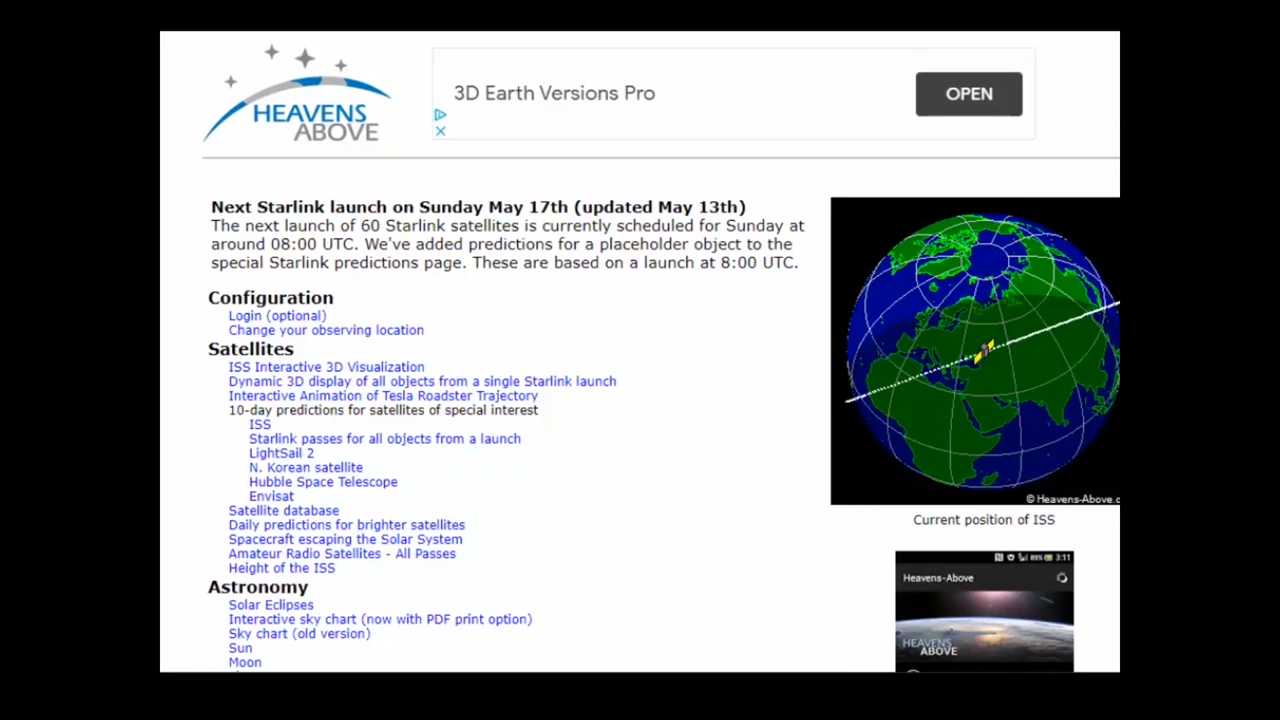 HEAVENS
ABOVE
3D Earth Versions Pro
OPEN
Next Starlink launch on Sunday May 17th (updated May 13th)
The next launch of 60 Starlink satellites is currently scheduled for Sunday at
around 08:00 UTC. We've added predictions for a placeholder object to the
special Starlink predictions page. These are based on a launch at 8:00 UTC.
Configuration
Login (optional)
Change your observing location
Satellites
ISS Interactive 3D Visualization
Dynamic 3D display of all objects from a single Starlink launch
Interactive Animation of Tesla Roadster Trajectory
10-day predictions for satellites of special interest
ISS
Starlink passes for all objects from a launch
LightSail 2
N. Korean satellite
Hubble Space Telescope
Envisat
Satellite database
Daily predictions for brighter satellites
Spacecraft escaping the Solar System
Amateur Radio Satellites - All Passes
Height of the ISS
Astronomy
Solar Eclipses
Interactive sky chart (now with PDF print option)
Sky chart (old version)
Sun
Moon
© Heavens-Above.c
Current position of ISS
89% 3:11
Heavens-Above
HEAVENS
ABOVE